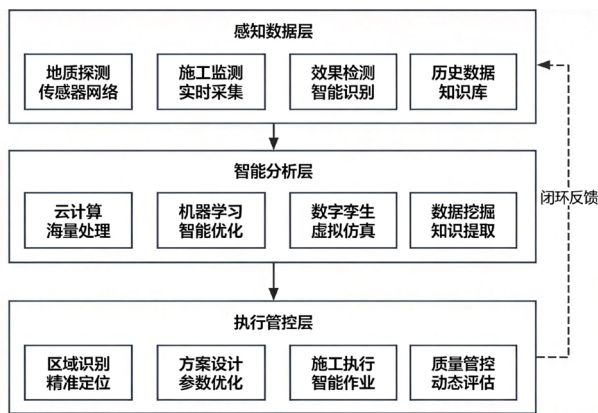 感知数据层
地质探测
传感器网络
施工监测
实时采集
效果检测
智能识别
历史数据
知识库
智能分析层
云计算
海量处理
机器学习
智能优化
数字孪生
虚拟仿真
数据挖掘
知识提取
闭环反馈
执行管控层
区域识别
精准定位
方案设计
参数优化
施工执行
智能作业
质量管控
动态评估